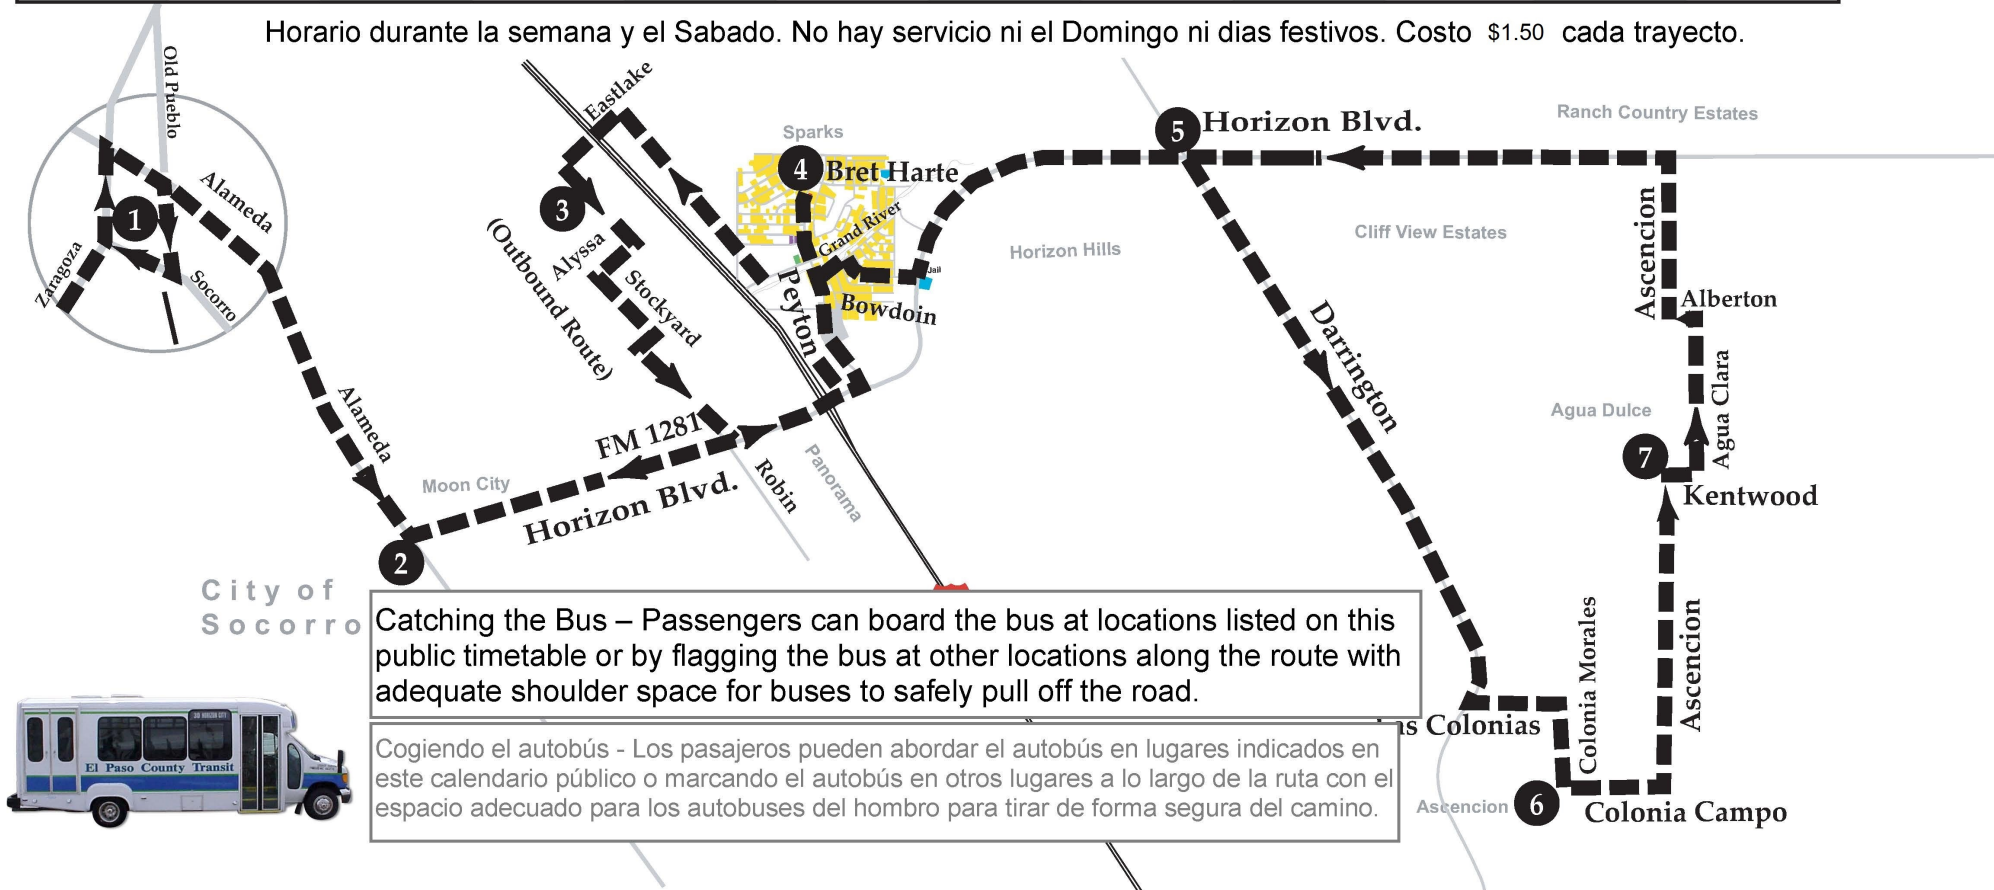 Horario durante la semana y el Sabado. No hay servicio ni el Domingo ni dias festivos. Costo $1.50 cada trayecto.
Old Pueblo
Alameda
1
Zaragoza
Socorro
Alameda
2
Moon City
City of
Socorro
Eastlake
3
Alyssa
Stockyard
(Outbound Route)
FM 1281
Horizon Blvd.
Robin
Panorama
Sparks
4
Bret Harte
Grand River
Jail
Peyton
Bowdoin
Horizon Hills
5
Horizon Blvd.
Ranch Country Estates
Cliff View Estates
Darrington
Ascencion
Alberton
Agua Clara
Agua Dulce
7
Kentwood
Colonia Morales
Ascencion
as Colonias
Ascencion
6
Colonia Campo
Catching the Bus – Passengers can board the bus at locations listed on this
public timetable or by flagging the bus at other locations along the route with
adequate shoulder space for buses to safely pull off the road.
Cogiendo el autobús - Los pasajeros pueden abordar el autobús en lugares indicados en
este calendario público o marcando el autobús en otros lugares a lo largo de la ruta con el
espacio adecuado para los autobuses del hombro para tirar de forma segura del camino.
El Paso County Transit